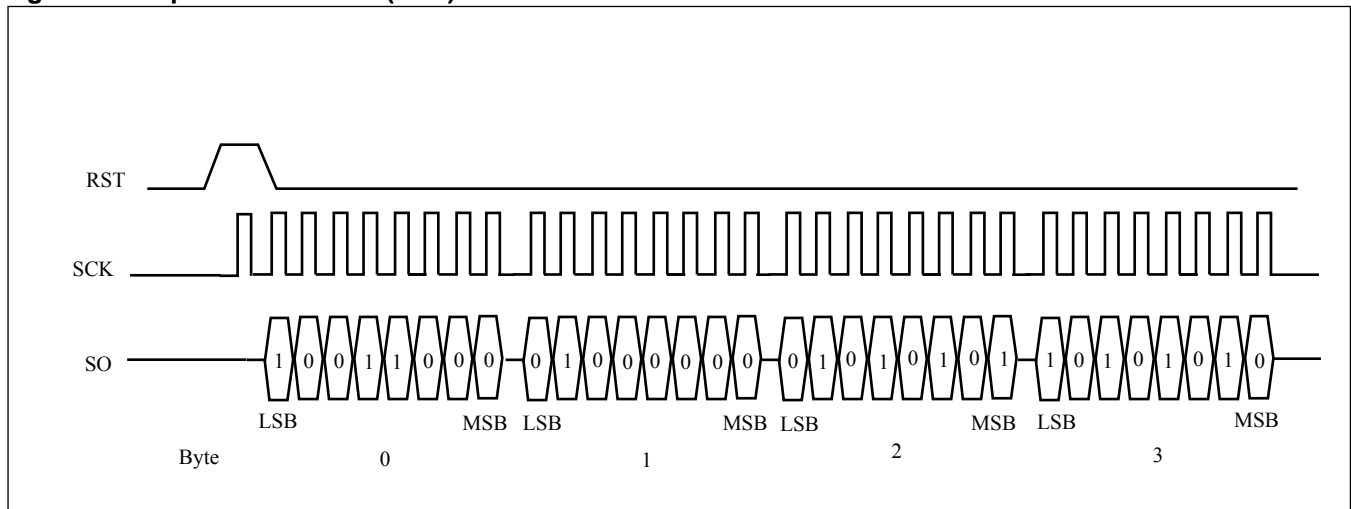 RST
SCK
SO
1 0 0 1 1 0 0 0 0 1 0 0 0 0 0 0 0 1 0 1 0 1 0 1 1 0 1 0 1 0 1 0
LSB MSB LSB MSB LSB MSB LSB MSB
Byte 0 1 2 3